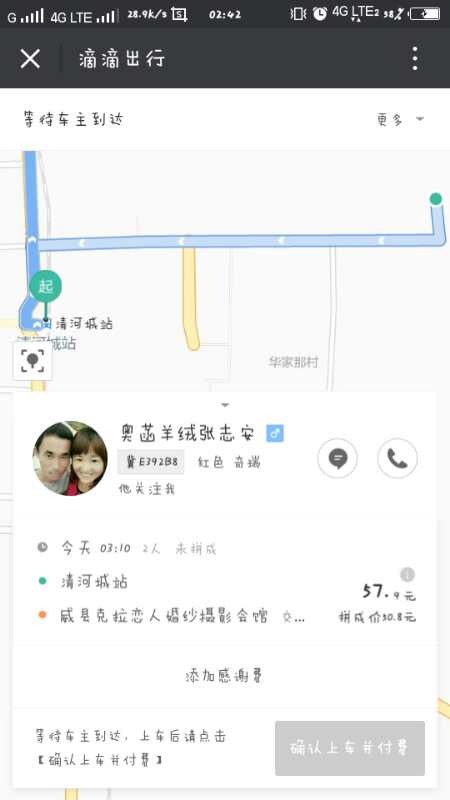 G 4G LTE 28.9k/s S 02:42 4G LTE2 58%
滴滴出行
等待车主到达 更多
起
清河城站
清河城站
华家那村
奥菡羊绒张志安
冀E392B8 红色 奇瑞
他关注我
今天 03:10 2人 未拼成
清河城站
57.9元
威县克拉恋人婚纱摄影会馆 交...
拼成价30.8元
添加感谢费
等待车主到达，上车后请点击
【确认上车并付费】
确认上车并付费